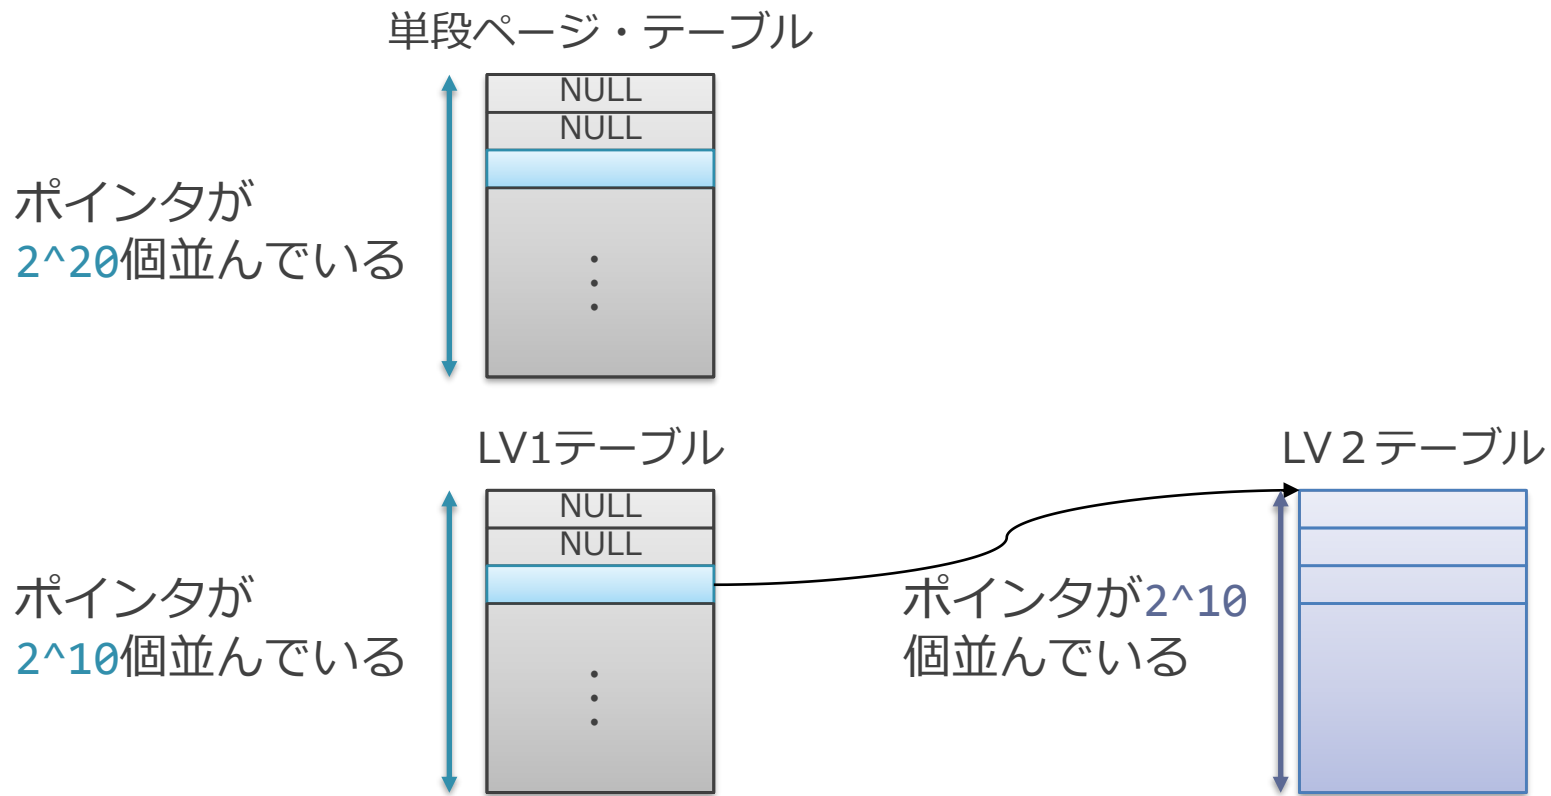 単段ページ・テーブル
NULL
NULL
ポインタが
2^20個並んでいる
LV1テーブル
NULL
NULL
ポインタが
2^10個並んでいる
LV２テーブル
ポインタが2^10
個並んでいる